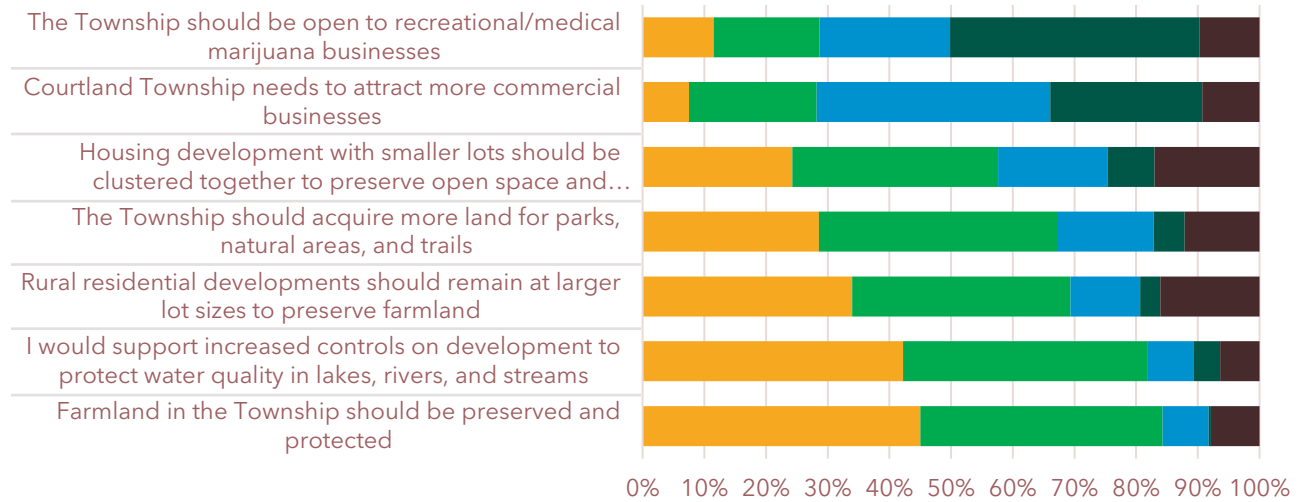 The Township should be open to recreational/medical
marijuana businesses
Courtland Township needs to attract more commercial
businesses
Housing development with smaller lots should be
clustered together to preserve open space and…
The Township should acquire more land for parks,
natural areas, and trails
Rural residential developments should remain at larger
lot sizes to preserve farmland
I would support increased controls on development to
protect water quality in lakes, rivers, and streams
Farmland in the Township should be preserved and
protected
0% 10% 20% 30% 40% 50% 60% 70% 80% 90% 100%